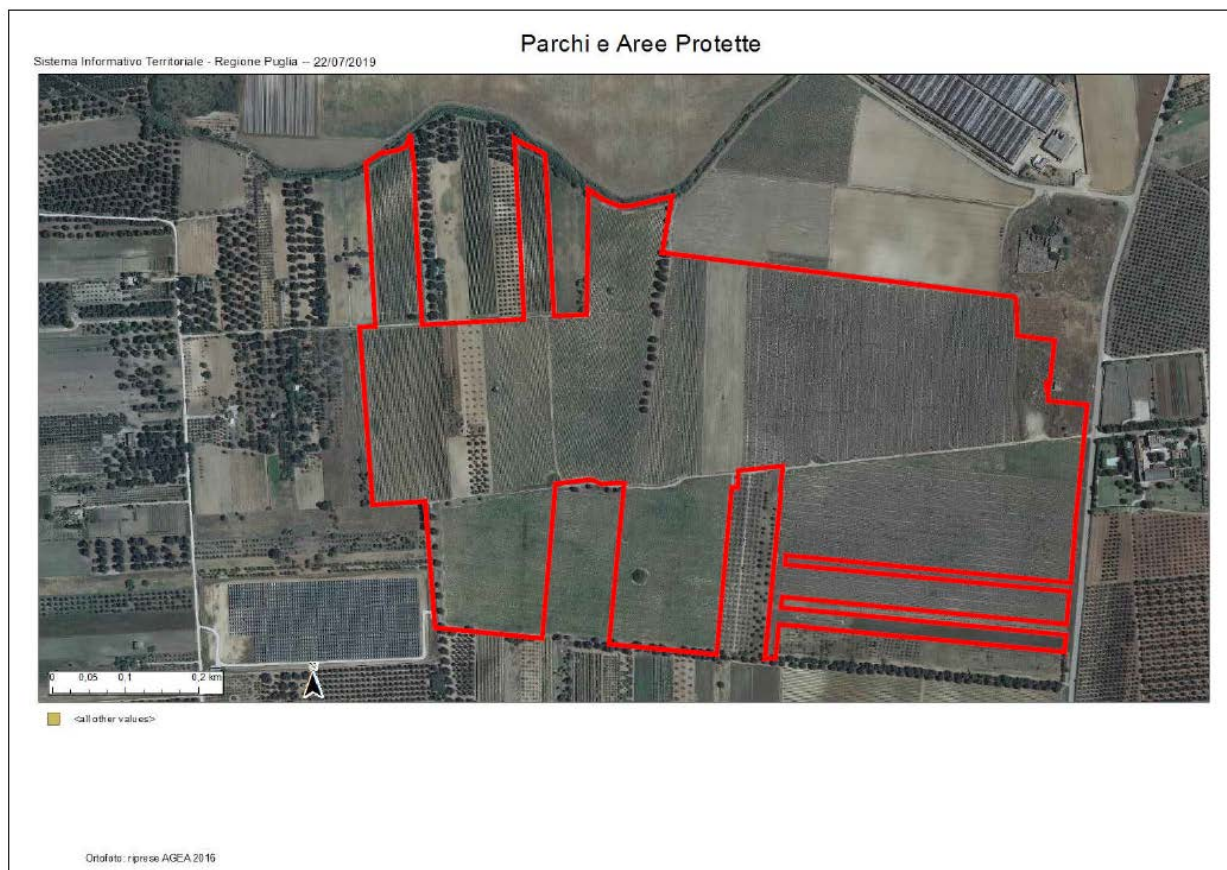 Parchi e Aree Protette
Sistema Informativo Territoriale - Regione Puglia -- 22/07/2019
0 0,05 0,1 0,2 km
<all other values>
Ortofoto: riprese AGEA 2016